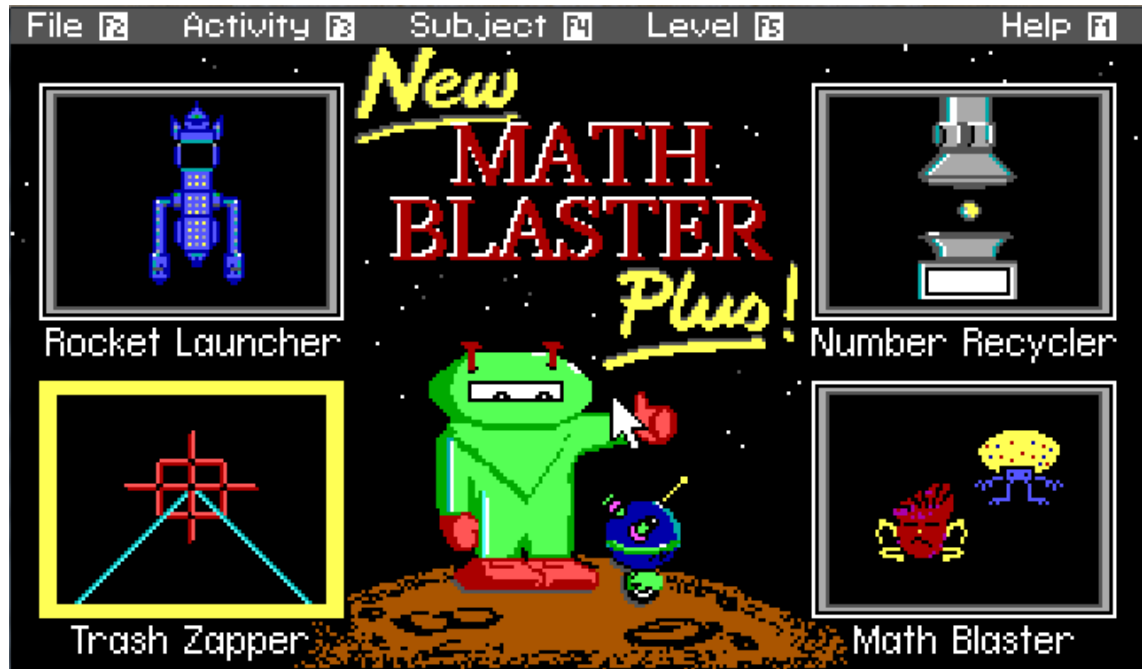 File F2 Activity F3 Subject F4 Level F5 Help F1
New
MATH
BLASTER
Plus!
Rocket Launcher
Number Recycler
Trash Zapper
Math Blaster